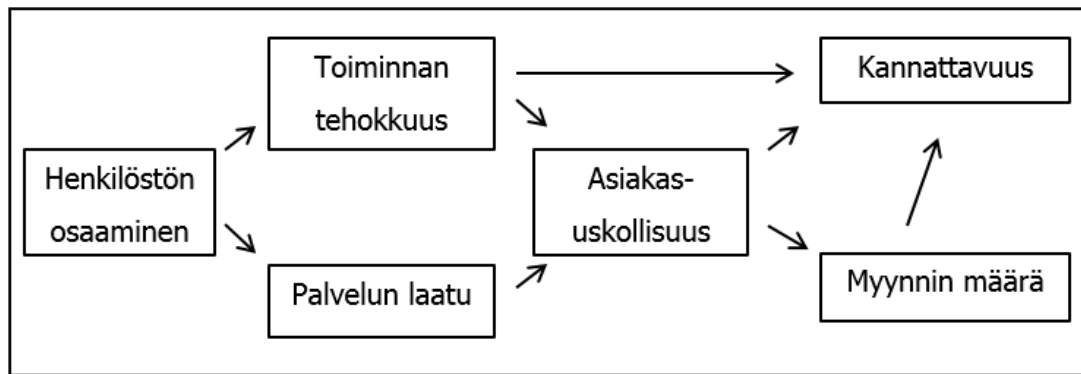 Toiminnan
tehokkuus
Kannattavuus
Henkilöstön
osaaminen
Asiakas-
uskollisuus
Palvelun laatu
Myynnin määrä